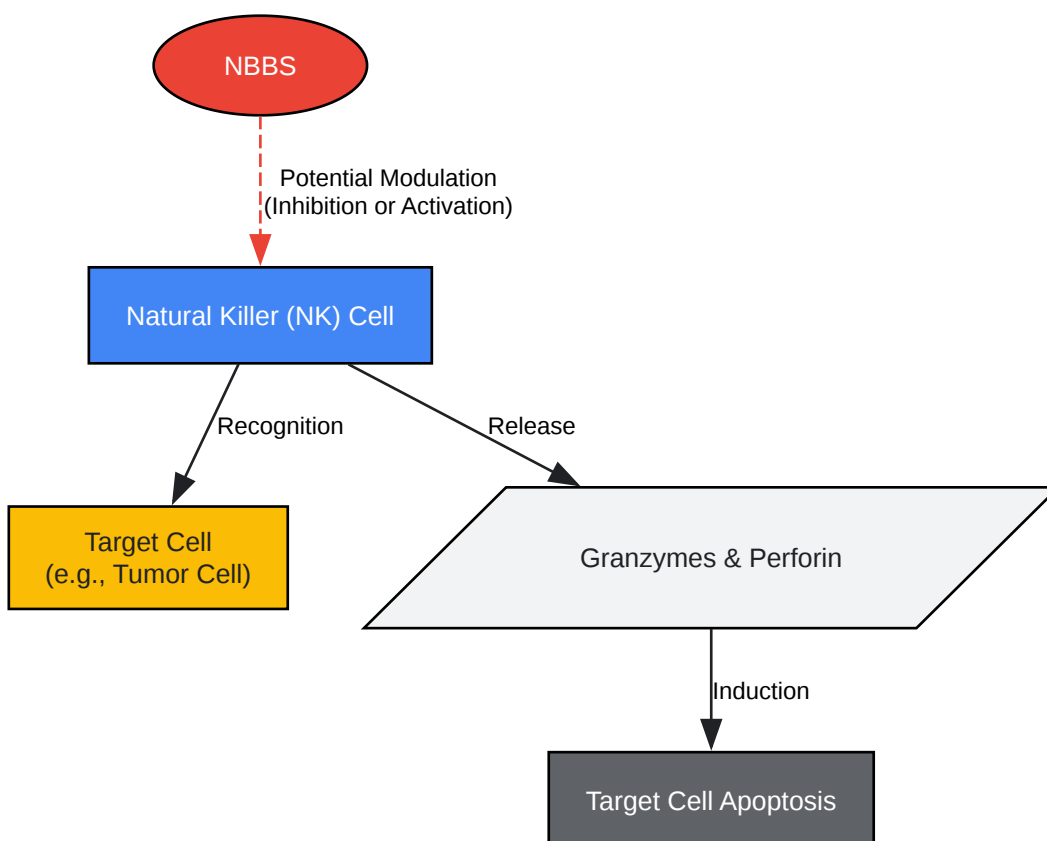 NBBS
Potential Modulation
(Inhibition or Activation)
Natural Killer (NK) Cell
Recognition
Release
Target Cell
(e.g., Tumor Cell)
Granzymes & Perforin
Induction
Target Cell Apoptosis